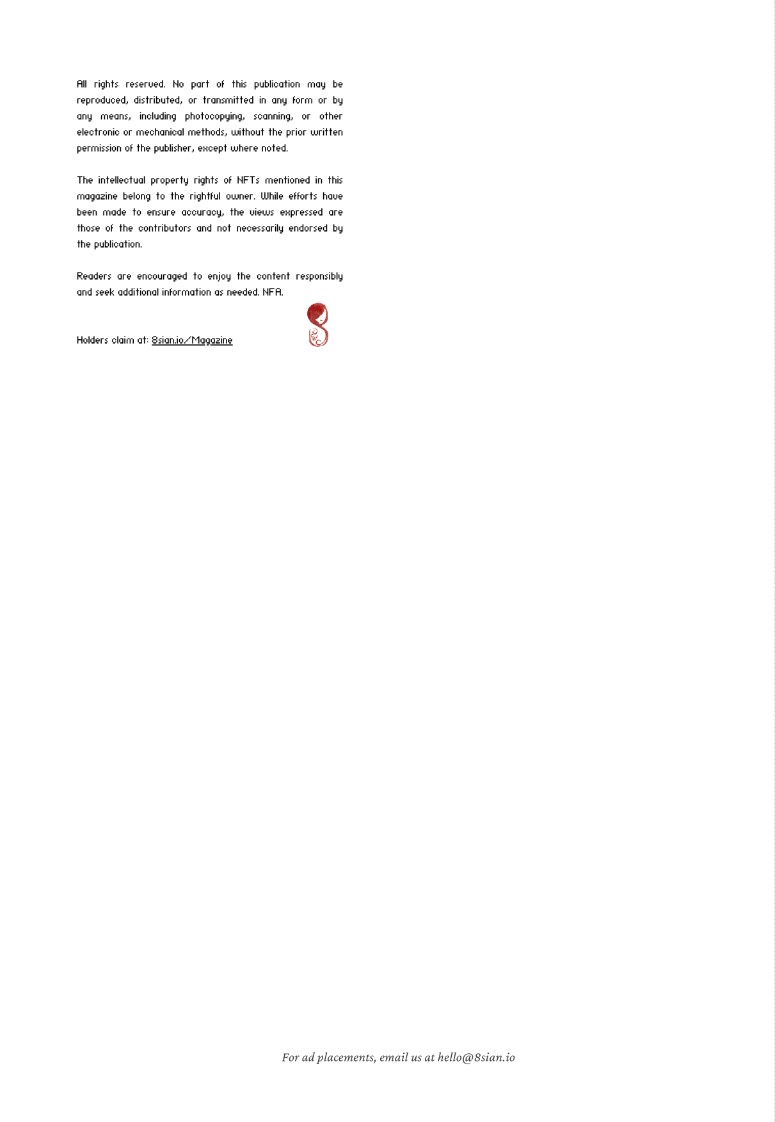 All rights reserved. No part of this publication may be
reproduced, distributed, or transmitted in any form or by
any means, including photocopying, scanning, or other
electronic or mechanical methods, without the prior written
permission of the publisher, except where noted.
The intellectual property rights of NFTs mentioned in this
magazine belong to the rightful owner. While efforts have
been made to ensure accuracy, the views expressed are
those of the contributors and not necessarily endorsed by
the publication.
Readers are encouraged to enjoy the content responsibly
and seek additional information as needed. NFA.
Holders claim at: 8sian.io/Magazine
For ad placements, email us at hello@8sian.io